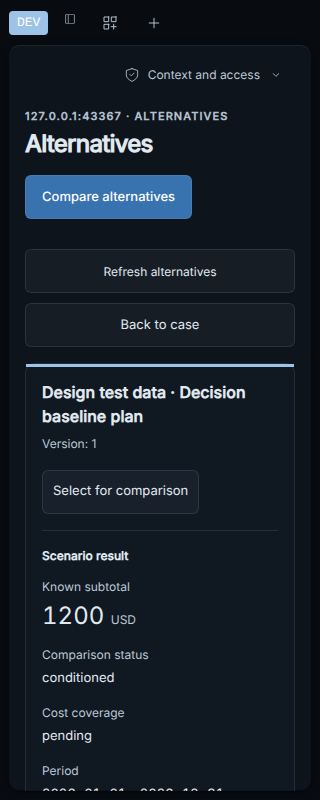 DEV
Context and access
127.0.0.1:43367 · ALTERNATIVES
Alternatives
Compare alternatives
Refresh alternatives
Back to case
Design test data · Decision
baseline plan
Version: 1
Select for comparison
Scenario result
Known subtotal
1200 USD
Comparison status
conditioned
Cost coverage
pending
Period